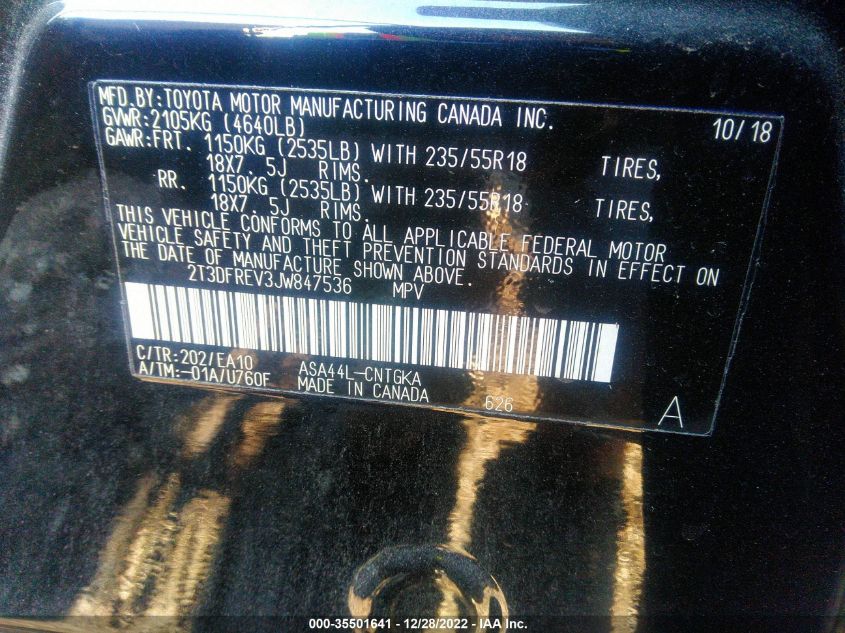 MFD.BY:TOYOTA MOTOR MANUFACTURING CANADA INC.
GVWR:2105KG (4640LB) 10/18
GAWR:FRT. 1150KG (2535LB) WITH 235/55R18 TIRES,
18X7. 5J RIMS.
RR. 1150KG (2535LB) WITH 235/55R18 TIRES,
18X7. 5J RIMS.
THIS VEHICLE CONFORMS TO ALL APPLICABLE FEDERAL MOTOR
VEHICLE SAFETY AND THEFT PREVENTION STANDARDS IN EFFECT ON
THE DATE OF MANUFACTURE SHOWN ABOVE.
2T3DFREV3JW847536 MPV
C/TR:202/EA10 ASA44L-CNTGKA
A/TM:-01A/U760F MADE IN CANADA 626 A
000-35501641 - 12/28/2022 - IAA Inc.